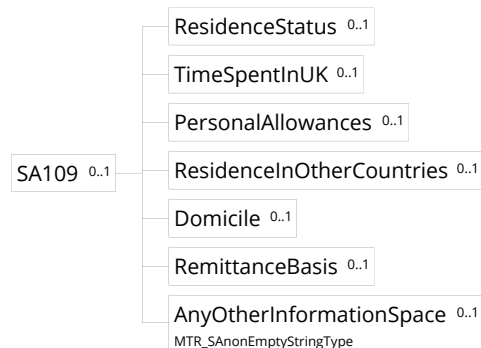 ResidenceStatus 0..1
TimeSpentInUK 0..1
PersonalAllowances 0..1
SA109 0..1
ResidenceInOtherCountries 0..1
Domicile 0..1
RemittanceBasis 0..1
AnyOtherInformationSpace 0..1
MTR_SAnonEmptyStringType